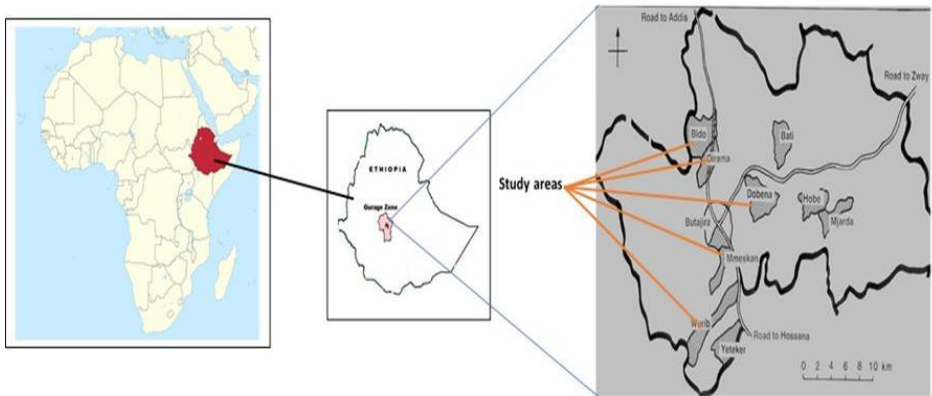 ETHIOPIA
Gurage Zone
Study areas
Road to Addis
Road to Zway
Bido
Bati
Dirama
Dobena
Hobe
Butajira
Mjarda
Mmeskan
Wurib
Road to Hossana
Yeteker
0 2 4 6 8 10 km